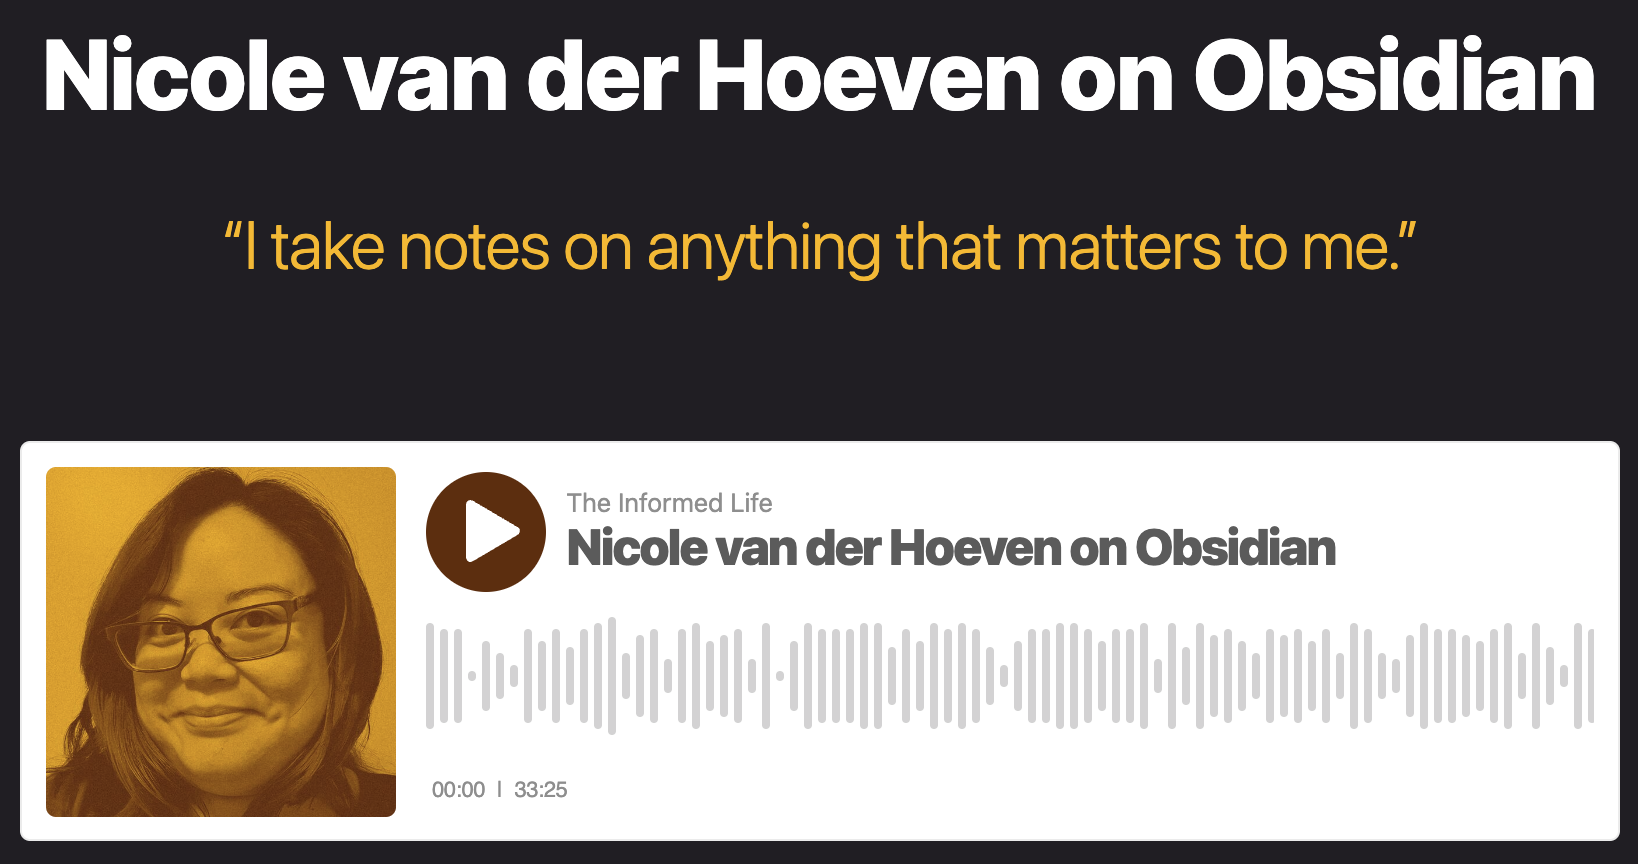 Nicole van der Hoeven on Obsidian
“I take notes on anything that matters to me.”
The Informed Life
Nicole van der Hoeven on Obsidian
00:00 | 33:25